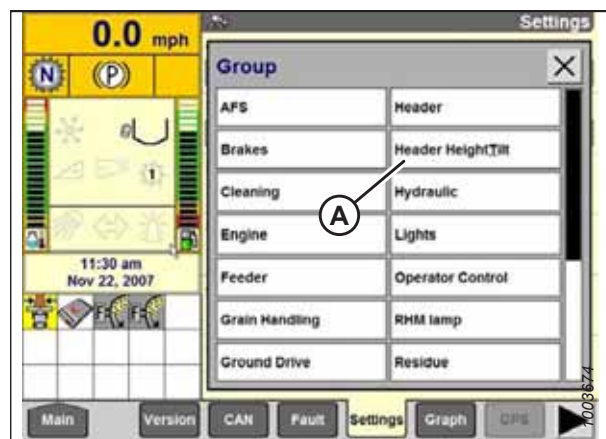 0.0 mph
Settings
N
(P)
Group
X
AFS
Header
Brakes
Header Height/Tilt
Cleaning
Hydraulic
A
Engine
Lights
Feeder
Operator Control
Grain Handling
RHM lamp
Ground Drive
Residue
1
11:30 am
Nov 22, 2007
F
F
Main
Version
CAN
Fault
Settings
Graph
GPS
1003674